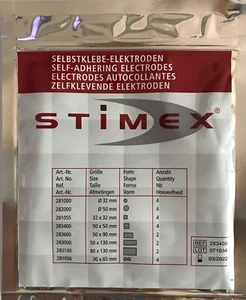 SELBSTKLEBE-ELEKTRODEN
SELF-ADHERING ELECTRODES
ELECTRODES AUTOCOLLANTES
ZELFKLEVENDE ELEKTRODEN
STIMEX
Art.-Nr. Größe Form Anzahl
Art.-No. Size Shape Quantity
Réf. Taille Forme Nb
Art.-Nr. Afmetingen Vorm Hoeveelheid
281000 Ø 32 mm 4
282000 Ø 50 mm 4
281055 32 x 32 mm 4
283400 50 x 50 mm 4
283600 50 x 90 mm 2
283000 50 x 130 mm 2
283100 80 x 130 mm 2
281056 30 x 65 mm 4
REF 283400
LOT
03/2022